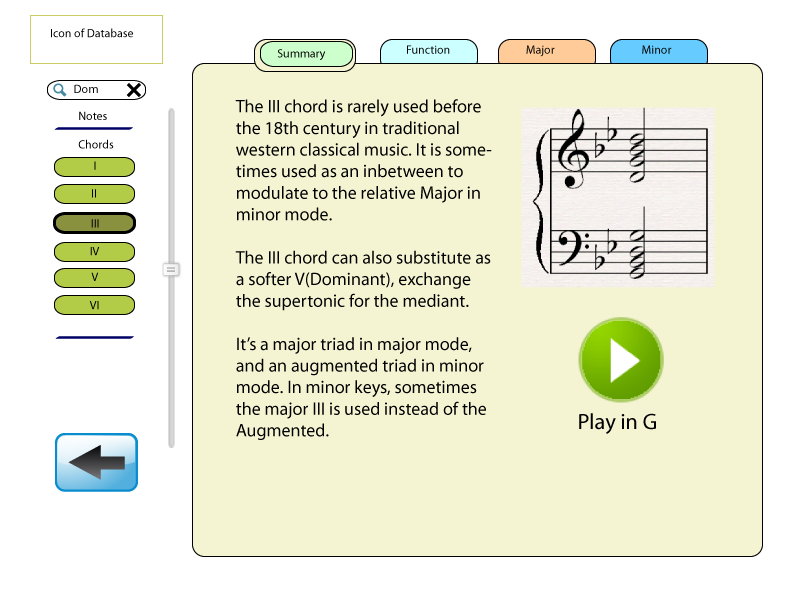 Icon of Database
Summary
Function
Major
Minor
Dom
Notes
Chords
I
II
III
IV
V
VI
The III chord is rarely used before
the 18th century in traditional
western classical music. It is some-
times used as an inbetween to
modulate to the relative Major in
minor mode.
The III chord can also substitute as
a softer V(Dominant), exchange
the supertonic for the mediant.
It's a major triad in major mode,
and an augmented triad in minor
mode. In minor keys, sometimes
the major III is used instead of the
Augmented.
Play in G